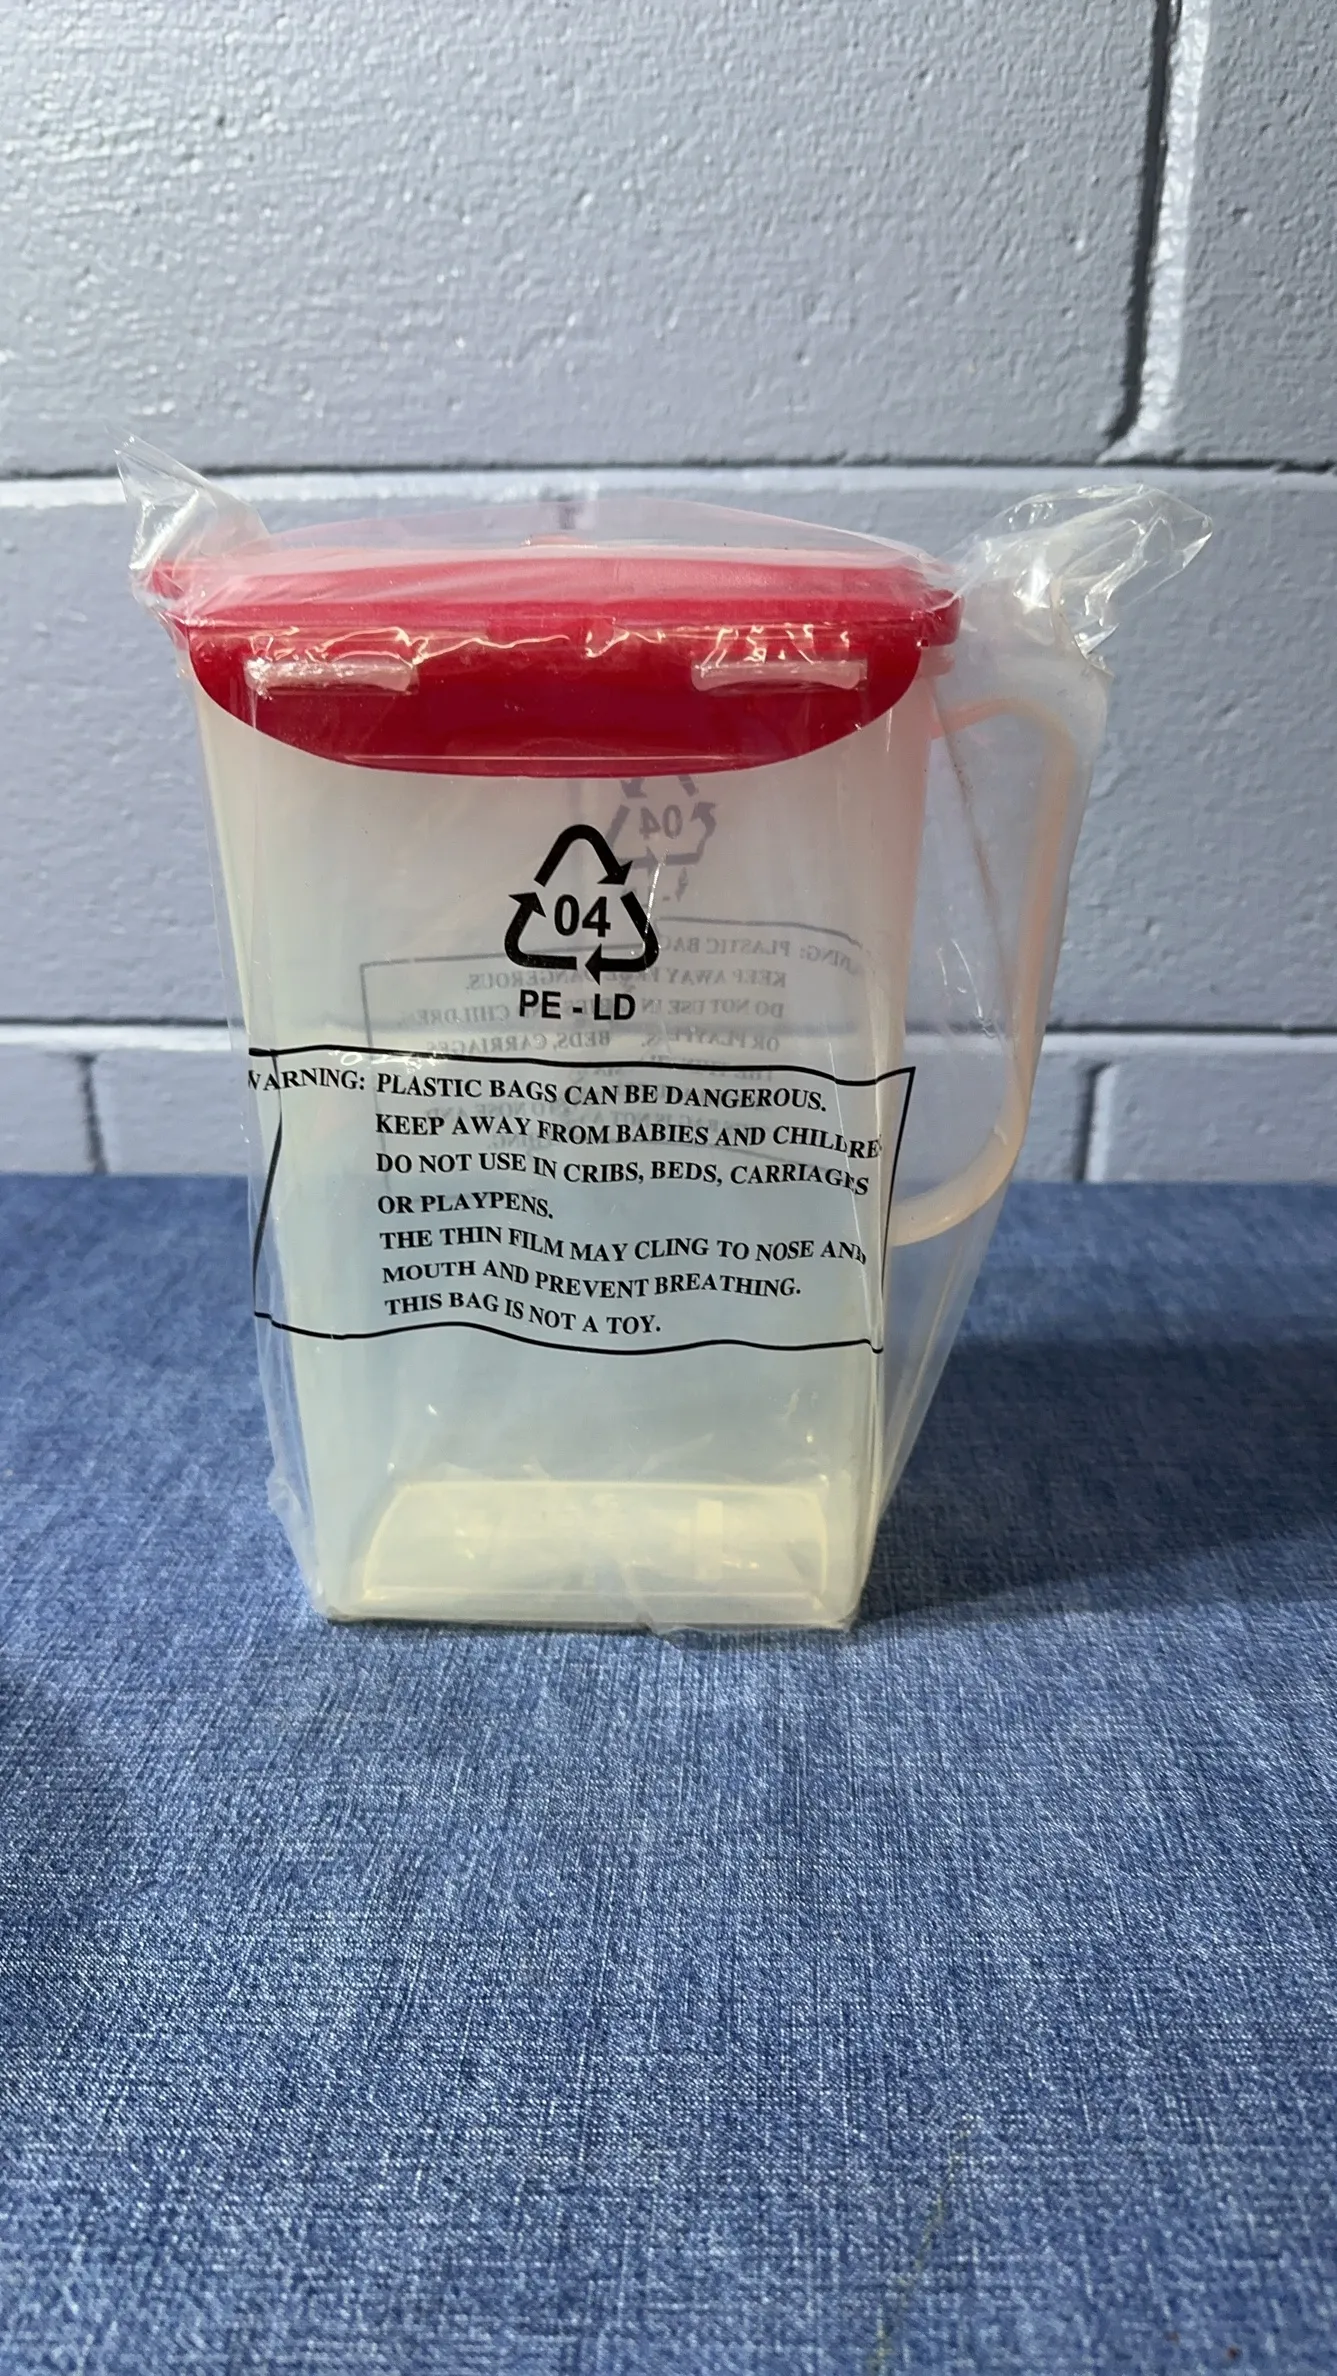 04
PE - LD
WARNING: PLASTIC BAGS CAN BE DANGEROUS.
KEEP AWAY FROM BABIES AND CHILDRE
DO NOT USE IN CRIBS, BEDS, CARRIAGES
OR PLAYPENS.
THE THIN FILM MAY CLING TO NOSE AND
MOUTH AND PREVENT BREATHING.
THIS BAG IS NOT A TOY.